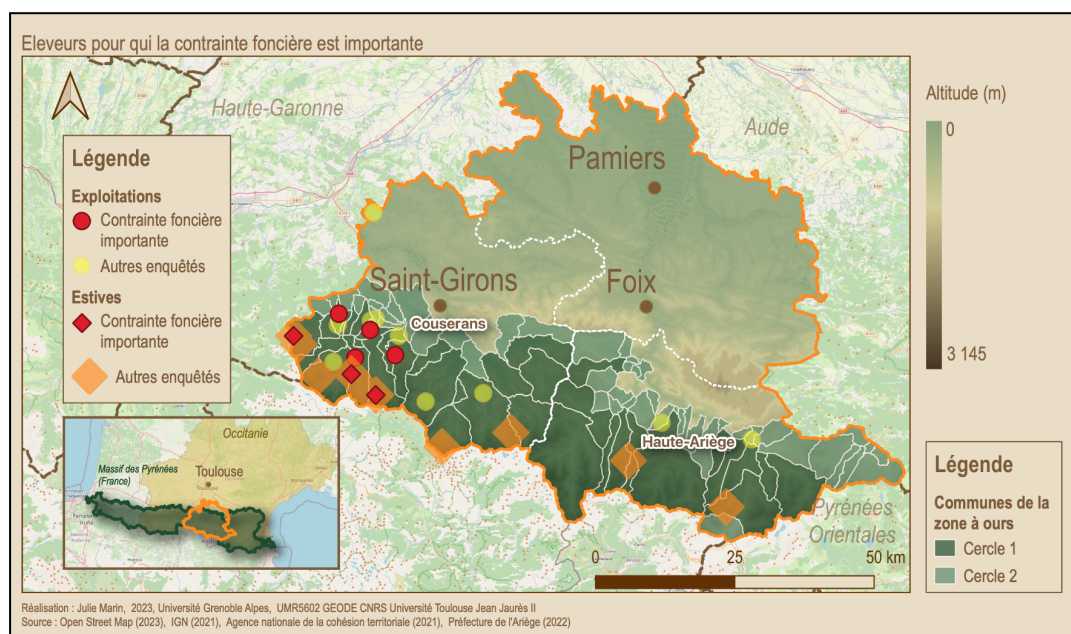 Eleveurs pour qui la contrainte foncière est importante
Haute-Garonne
Aude
Pamiers
Saint-Girons
Foix
Couserans
Haute-Ariège
Pyrénées
Orientales
0
25
50 km
Légende
Exploitations
Contrainte foncière
importante
Autres enquêtés
Estives
Contrainte foncière
importante
Autres enquêtés
Occitanie
Toulouse
Massif des Pyrénées
(France)
Altitude (m)
0
3 145
Légende
Communes de la
zone à ours
Cercle 1
Cercle 2
Réalisation : Julie Marin, 2023, Université Grenoble Alpes, UMR5602 GEODE CNRS Université Toulouse Jean Jaurès II
Source : Open Street Map (2023), IGN (2021), Agence nationale de la cohésion territoriale (2021), Préfecture de l'Ariège (2022)